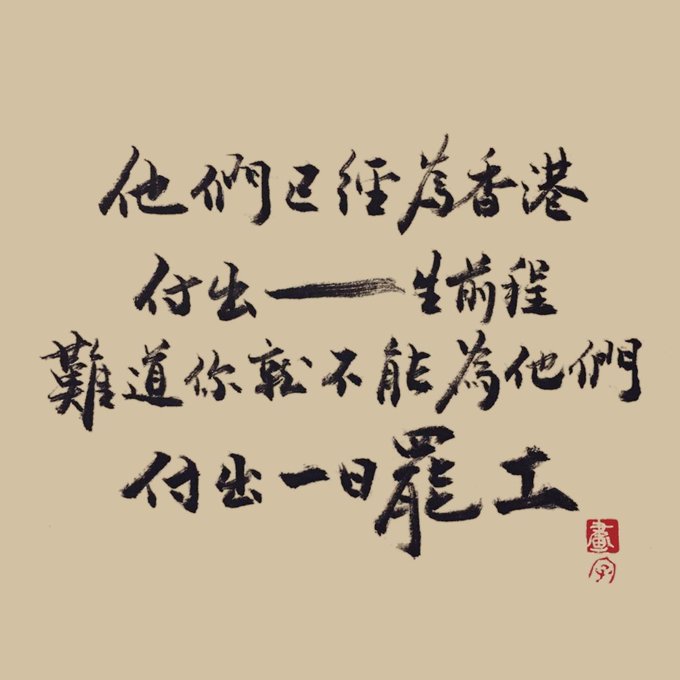 他們已經為香港
付出一生前程
難道你就不能為他們
付出一日罷工
畫字